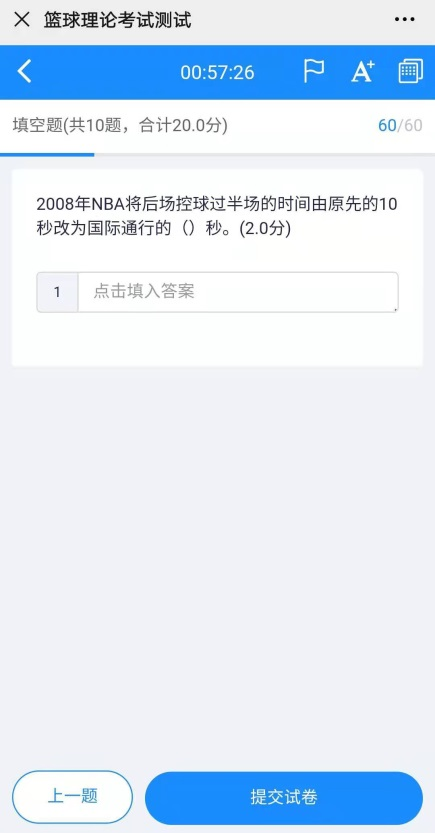 篮球理论考试测试
00:57:26
A+
填空题(共10题，合计20.0分)
60/60
2008年NBA将后场控球过半场的时间由原先的10
秒改为国际通行的（）秒。(2.0分)
1
点击填入答案
上一题
提交试卷